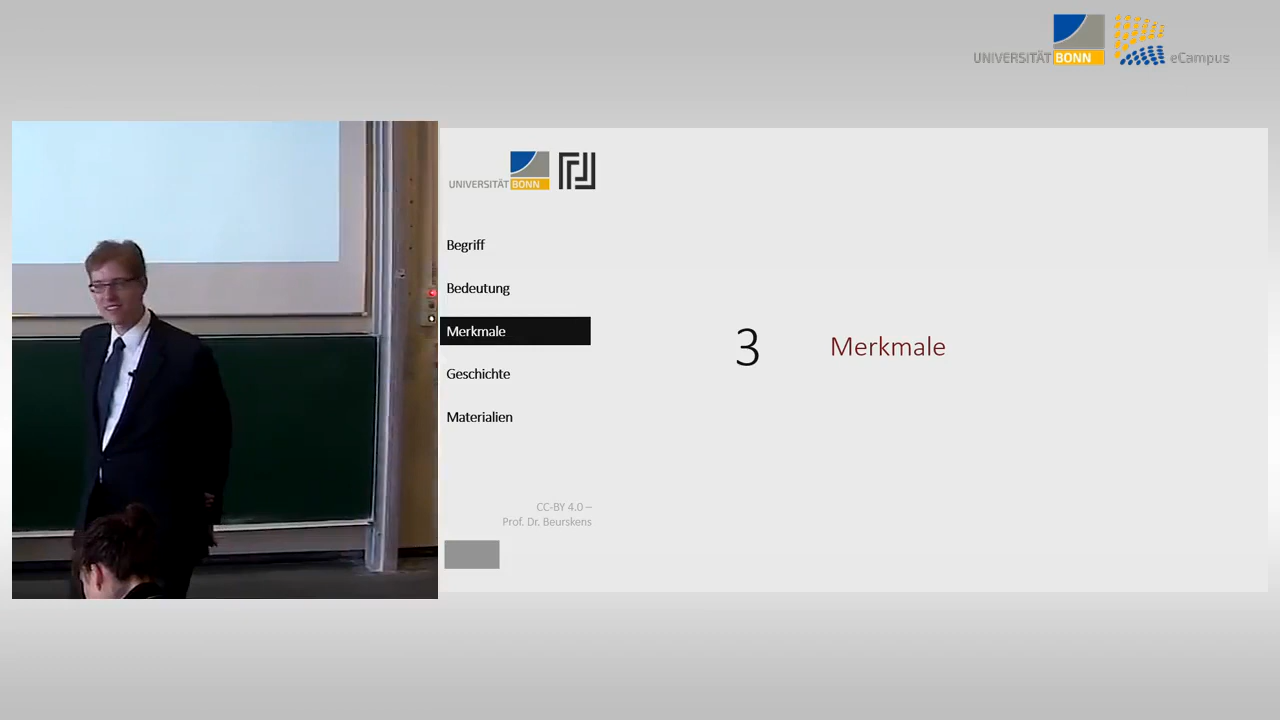 UNIVERSITÄT BONN eCampus
UNIVERSITÄT BONN
Begriff
Bedeutung
Merkmale
Geschichte
Materialien
3 Merkmale
CC-BY 4.0 –
Prof. Dr. Beurskens